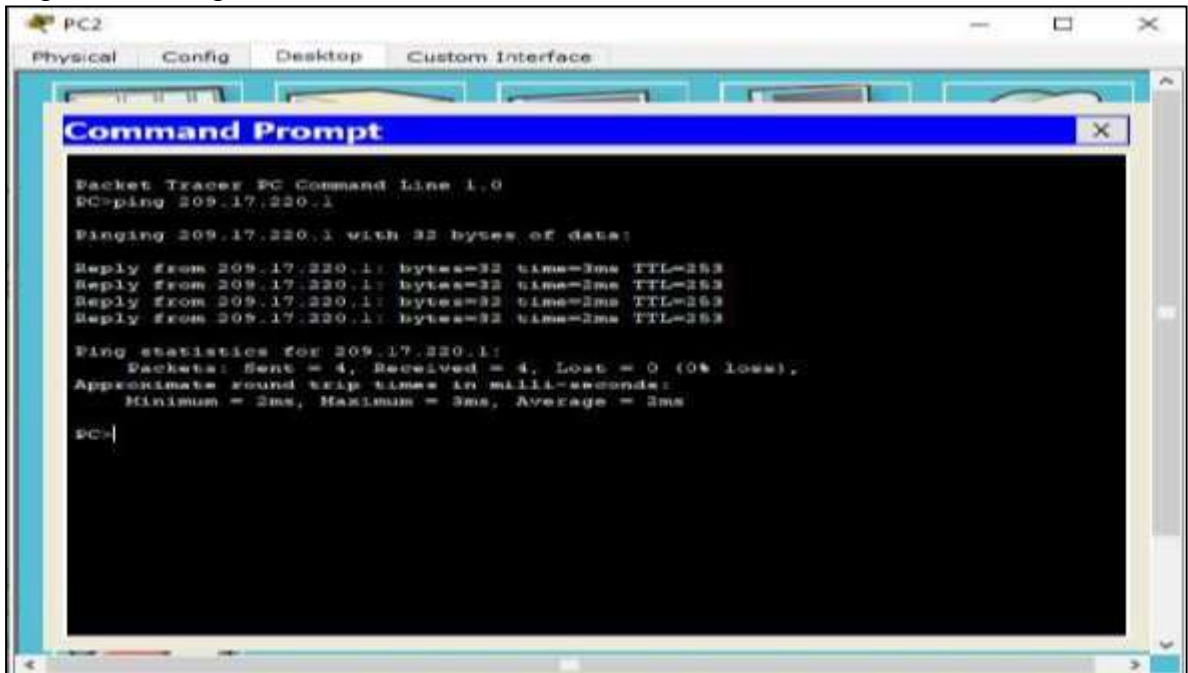 PC2
Physical Config Desktop Custom Interface
Command Prompt
Packet Tracer PC Command Line 1.0
PC>ping 209.17.220.1
Pinging 209.17.220.1 with 32 bytes of data:
Reply from 209.17.220.1: bytes=32 time=3ms TTL=253
Reply from 209.17.220.1: bytes=32 time=2ms TTL=253
Reply from 209.17.220.1: bytes=32 time=2ms TTL=253
Reply from 209.17.220.1: bytes=32 time=2ms TTL=253
Ping statistics for 209.17.220.1:
Packets: Sent = 4, Received = 4, Lost = 0 (0% loss),
Approximate round trip times in milli-seconds:
Minimum = 2ms, Maximum = 3ms, Average = 2ms
PC>